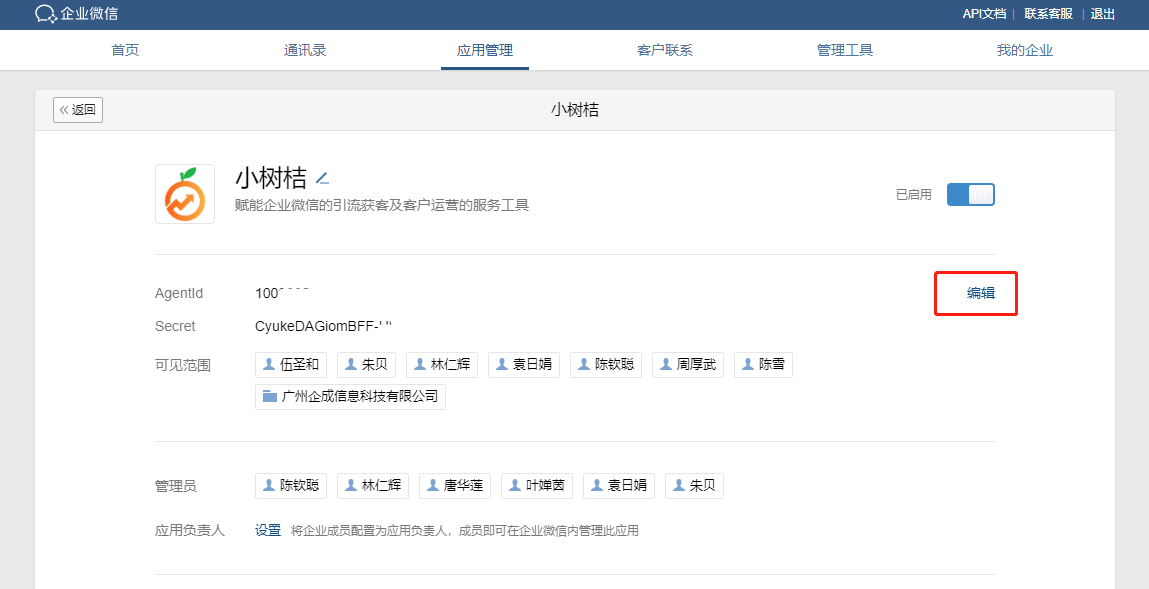 企业微信 API文档 | 联系客服 | 退出
首页 通讯录 应用管理 客户联系 管理工具 我的企业
<< 返回 小树桔
小树桔
赋能企业微信的引流获客及客户运营的服务工具 已启用
AgentId 100 编辑
Secret CyukeDAGiomBFF-
可见范围 伍圣和 朱贝 林仁辉 袁日娟 陈钦聪 周厚武 陈雪
广州企成信息科技有限公司
管理员 陈钦聪 林仁辉 唐华莲 叶婵茵 袁日娟 朱贝
应用负责人 设置 将企业成员配置为应用负责人，成员即可在企业微信内管理此应用